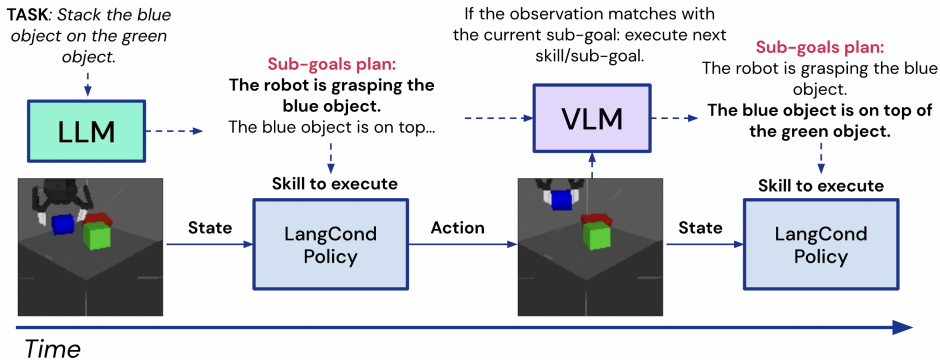 TASK: Stack the blue
object on the green
object.
LLM
Sub-goals plan:
The robot is grasping the
blue object.
The blue object is on top...
Skill to execute
State
LangCond
Policy
Action
If the observation matches with
the current sub-goal: execute next
skill/sub-goal.
VLM
Sub-goals plan:
The robot is grasping the blue
object.
The blue object is on top of
the green object.
Skill to execute
State
LangCond
Policy
Time